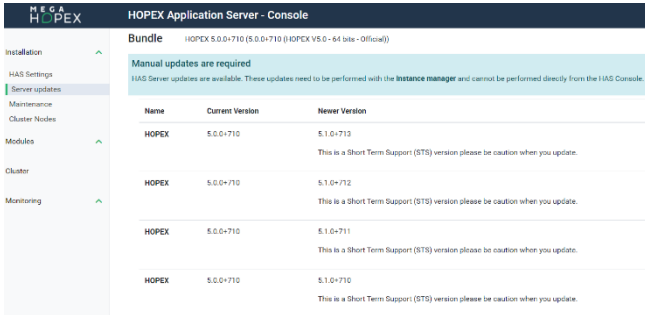 MEGA
HOPEX
HOPEX Application Server - Console
Bundle HOPEX 5.0.0+710 (5.0.0+710 (HOPEX V5.0 - 64 bits - Official))
Installation
Manual updates are required
HAS Server updates are available. These updates need to be performed with the Instance manager and cannot be performed directly from the HAS Console.
HAS Settings
Server updates
Maintenance
Cluster Nodes
Modules
Cluster
Monitoring
Name Current Version Newer Version
HOPEX 5.0.0+710 5.1.0+713
This is a Short Term Support (STS) version please be caution when you update.
HOPEX 5.0.0+710 5.1.0+712
This is a Short Term Support (STS) version please be caution when you update.
HOPEX 5.0.0+710 5.1.0+711
This is a Short Term Support (STS) version please be caution when you update.
HOPEX 5.0.0+710 5.1.0+710
This is a Short Term Support (STS) version please be caution when you update.